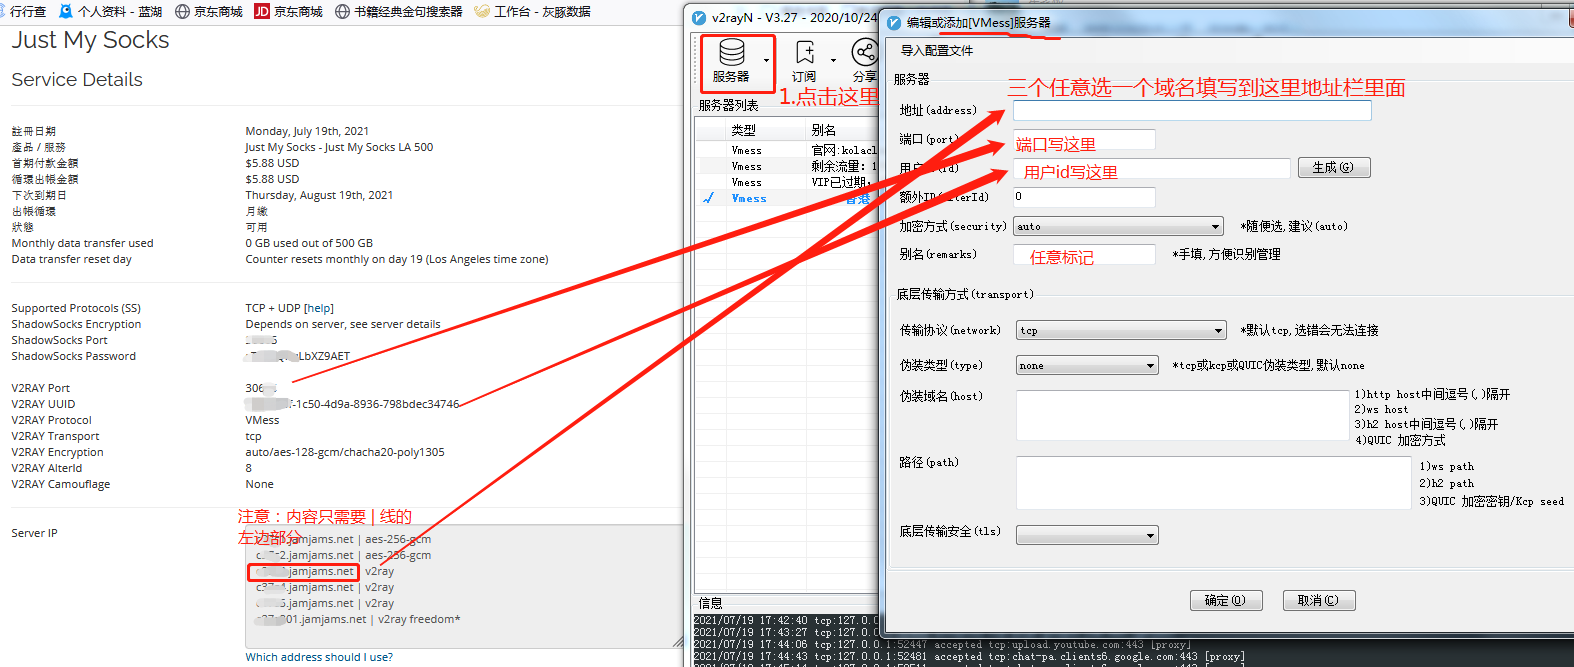 行行查 个人资料 - 蓝湖 京东商城 JD 京东商城 书籍经典金句搜索器 工作台 - 灰豚数据
Just My Socks
Service Details
註冊日期 Monday, July 19th, 2021
產品 / 服務 Just My Socks - Just My Socks LA 500
首期付款金額 $5.88 USD
循環出帳金額 $5.88 USD
下次到期日 Thursday, August 19th, 2021
出帳循環 月繳
狀態 可用
Monthly data transfer used 0 GB used out of 500 GB
Data transfer reset day Counter resets monthly on day 19 (Los Angeles time zone)
Supported Protocols (SS) TCP + UDP [help]
ShadowSocks Encryption Depends on server, see server details
ShadowSocks Port
ShadowSocks Password LbXZ9AET
V2RAY Port 306
V2RAY UUID f-1c50-4d9a-8936-798bdec34746
V2RAY Protocol VMess
V2RAY Transport tcp
V2RAY Encryption auto/aes-128-gcm/chacha20-poly1305
V2RAY AlterId 8
V2RAY Camouflage None
注意：内容只需要 | 线的
左边部分
Server IP
.jamjams.net | aes-256-gcm
2.jamjams.net | aes-256-gcm
.jamjams.net | v2ray
.jamjams.net | v2ray
.jamjams.net | v2ray
01.jamjams.net | v2ray freedom*
Which address should I use?
v2rayN - V3.27 - 2020/10/24
服务器 订阅 分享
1.点击这里
服务器列表
类型 别名
Vmess 官网:kolacl
Vmess 剩余流量: 1
Vmess VIP已过期,
Vmess 香港
信息
2021/07/19 17:42:40 tcp:127.0.0
2021/07/19 17:43:27 tcp:127.0.0
2021/07/19 17:44:06 tcp:127.0.0.1:52447 accepted tcp:upload.youtube.com:443 [proxy]
2021/07/19 17:44:43 tcp:127.0.0.1:52481 accepted tcp:chat-pa.clients6.google.com:443 [proxy]
编辑或添加[VMess]服务器
导入配置文件
服务器
三个任意选一个域名填写到这里地址栏里面
地址(address)
端口(port) 端口写这里
用户ID(id) 用户id写这里 生成(G)
额外ID(alterId) 0
加密方式(security) auto *随便选,建议(auto)
别名(remarks) 任意标记 *手填,方便识别管理
底层传输方式(transport)
传输协议(network) tcp *默认tcp,选错会无法连接
伪装类型(type) none *tcp或kcp或QUIC伪装类型,默认none
伪装域名(host) 1)http host中间逗号(,)隔开
2)ws host
3)h2 host中间逗号(,)隔开
4)QUIC 加密方式
路径(path) 1)ws path
2)h2 path
3)QUIC 加密密钥/Kcp seed
底层传输安全(tls)
确定(O) 取消(C)